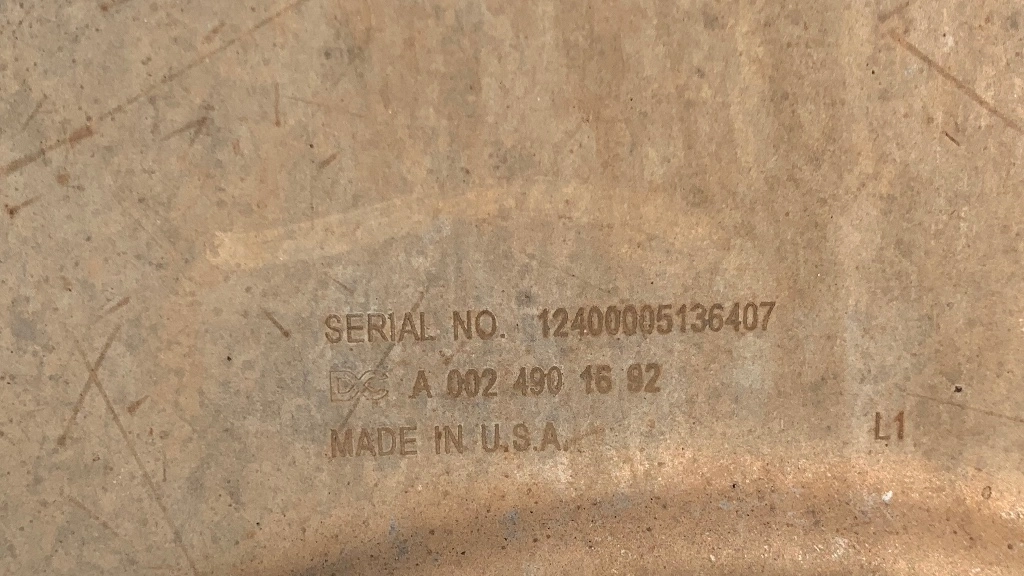 SERIAL NO. 12400005136407
DC A 002 490 16 92
MADE IN U.S.A.
L1